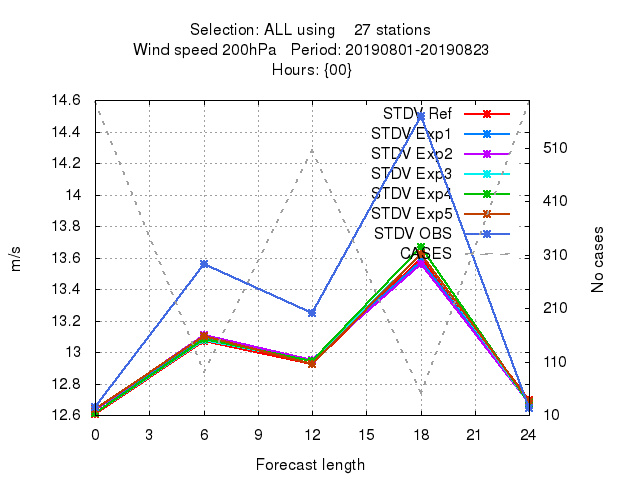 Selection: ALL using 27 stations
Wind speed 200hPa Period: 20190801-20190823
Hours: {00}
14.6
14.4
14.2
14
13.8
13.6
13.4
13.2
13
12.8
12.6
m/s
STDV Ref
STDV Exp1
STDV Exp2
STDV Exp3
STDV Exp4
STDV Exp5
STDV OBS
CASES
510
410
310
210
110
10
No cases
0 3 6 9 12 15 18 21 24
Forecast length